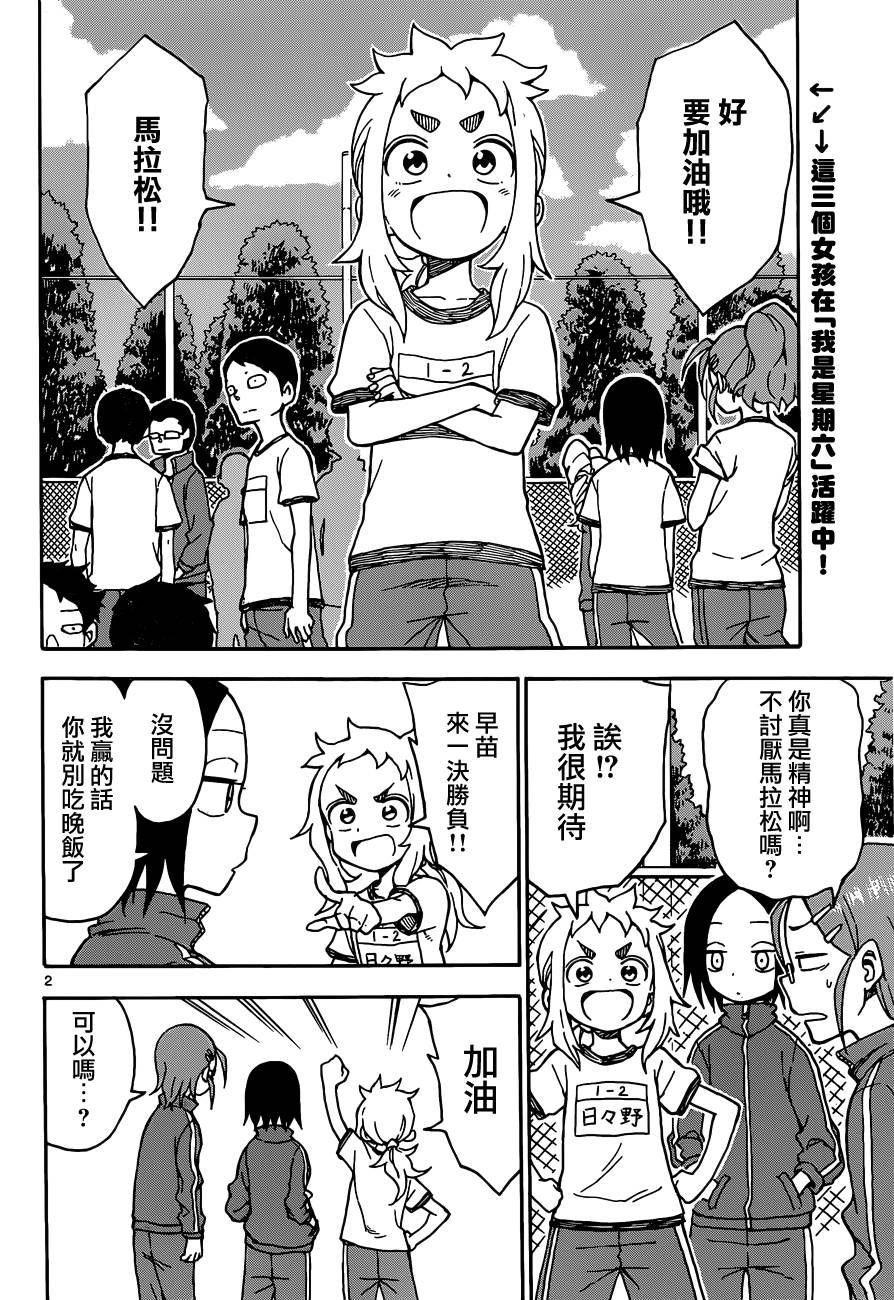 ←↙↓這三個女孩在「我是星期六」活躍中！
好
要加油哦!!
馬拉松!!
1-2
你真是精神啊…
不討厭馬拉松嗎？
誒!?
我很期待
1-2
日々野
早苗
來一決勝負!!
沒問題
我贏的話
你就別吃晚飯了
1-2
日々野
2
加油
可以嗎…？